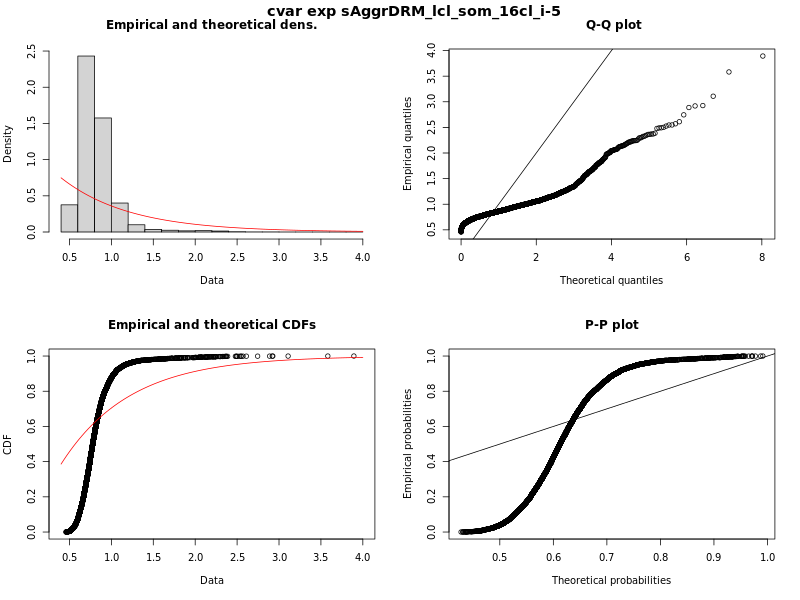 cvar exp sAggrDRM_lcl_som_16cl_i-5
Empirical and theoretical dens.
Density
0.0 0.5 1.0 1.5 2.0 2.5
0.5 1.0 1.5 2.0 2.5 3.0 3.5 4.0
Data
Q-Q plot
Empirical quantiles
0.5 1.0 1.5 2.0 2.5 3.0 3.5 4.0
0 2 4 6 8
Theoretical quantiles
Empirical and theoretical CDFs
CDF
0.0 0.2 0.4 0.6 0.8 1.0
0.5 1.0 1.5 2.0 2.5 3.0 3.5 4.0
Data
P-P plot
Empirical probabilities
0.0 0.2 0.4 0.6 0.8 1.0
0.5 0.6 0.7 0.8 0.9 1.0
Theoretical probabilities